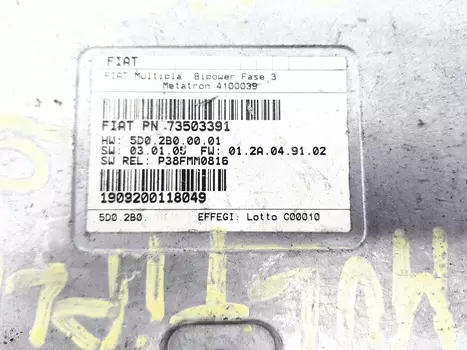 FIAT
FIAT Multipla Bipower Fase 3
Metatron 4100039
FIAT PN 73503391
HW: 5D0.2B0.00.01
SW: 03.01.05 FW: 01.2A.04.91.02
SW REL: P38FMM0816
1909200118049
5D0.2B0. EFFEGI: Lotto C00010